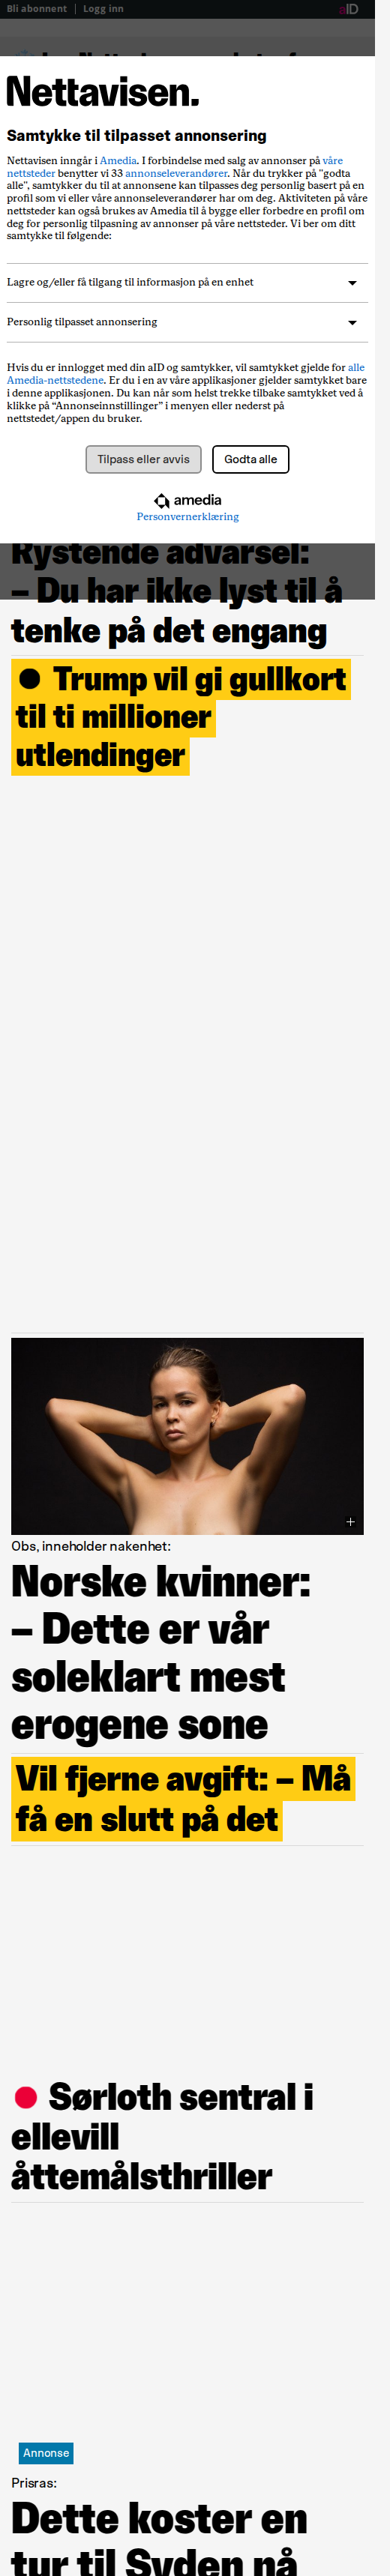 Bli abonnent | Logg inn
aID
Nettavisen.
Samtykke til tilpasset annonsering
Nettavisen inngår i Amedia. I forbindelse med salg av annonser på våre
nettsteder benytter vi 33 annonseleverandører. Når du trykker på "godta
alle", samtykker du til at annonsene kan tilpasses deg personlig basert på en
profil som vi eller våre annonseleverandører har om deg. Aktiviteten på våre
nettsteder kan også brukes av Amedia til å bygge eller forbedre en profil om
deg for personlig tilpasning av annonser på våre nettsteder. Vi ber om ditt
samtykke til følgende:
Lagre og/eller få tilgang til informasjon på en enhet
Personlig tilpasset annonsering
Hvis du er innlogget med din aID og samtykker, vil samtykket gjelde for alle
Amedia-nettstedene. Er du i en av våre applikasjoner gjelder samtykket bare
i denne applikasjonen. Du kan når som helst trekke tilbake samtykket ved å
klikke på “Annonseinnstillinger” i menyen eller nederst på
nettstedet/appen du bruker.
Tilpass eller avvis
Godta alle
amedia
Personvernerklæring
Rystende advarsel:
– Du har ikke lyst til å
tenke på det engang
Trump vil gi gullkort
til ti millioner
utlendinger
Obs, inneholder nakenhet:
Norske kvinner:
– Dette er vår
soleklart mest
erogene sone
Vil fjerne avgift: – Må
få en slutt på det
Sørloth sentral i
ellevill
åttemålsthriller
Annonse
Prisras:
Dette koster en
tur til Syden nå